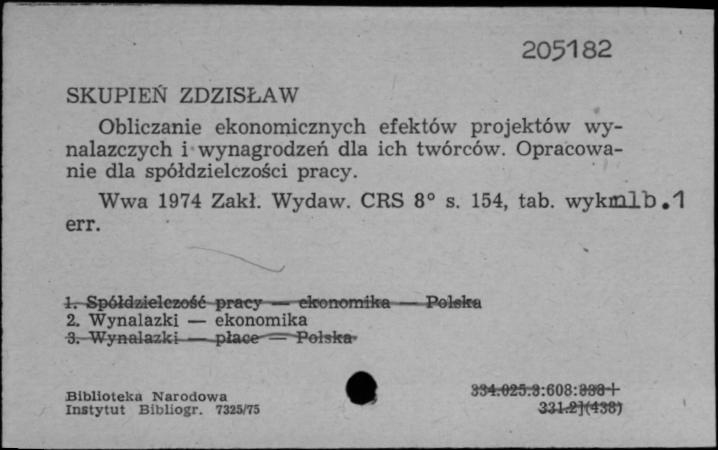 205182
SKUPIEŃ ZDZISŁAW
Obliczanie ekonomicznych efektów projektów wy-
nalazczych i wynagrodzeń dla ich twórców. Opracowa-
nie dla spółdzielczości pracy.
Wwa 1974 Zakł. Wydaw. CRS 8° s. 154, tab. wykmlb.1
err.
1. Spółdzielczość pracy — ekonomika — Polska
2. Wynalazki — ekonomika
3. Wynalazki — płace — Polska
Biblioteka Narodowa
Instytut Bibliogr. 7325/75
334.025.3:608:338+
331.2](438)